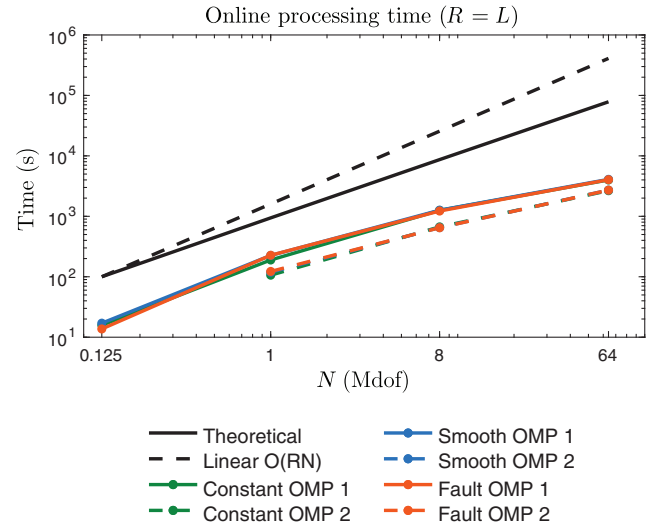 Online processing time (R = L)
10^6
10^5
10^4
10^3
10^2
10^1
Time (s)
0.125 1 8 64
N (Mdof)
Theoretical
Linear O(RN)
Constant OMP 1
Constant OMP 2
Smooth OMP 1
Smooth OMP 2
Fault OMP 1
Fault OMP 2